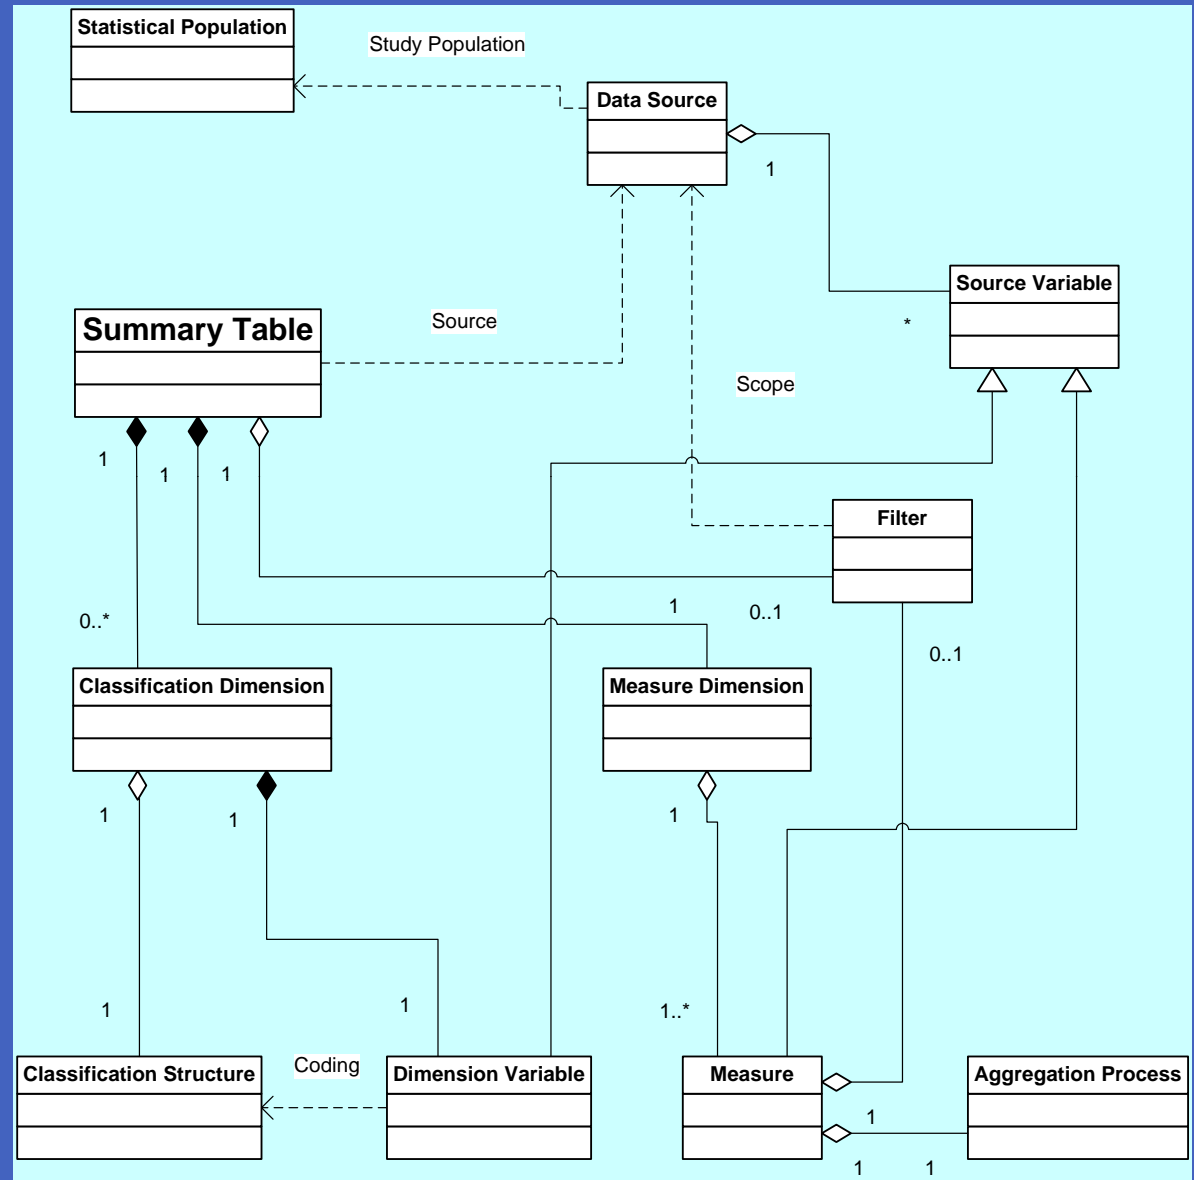 Statistical Population
Study Population
Data Source
1
Source Variable
*
Summary Table
Source
Scope
1
1
1
Filter
0..*
1
0..1
0..1
Classification Dimension
Measure Dimension
1
1
1
1
1
1..*
Classification Structure
Coding
Dimension Variable
Measure
Aggregation Process
1
1
1